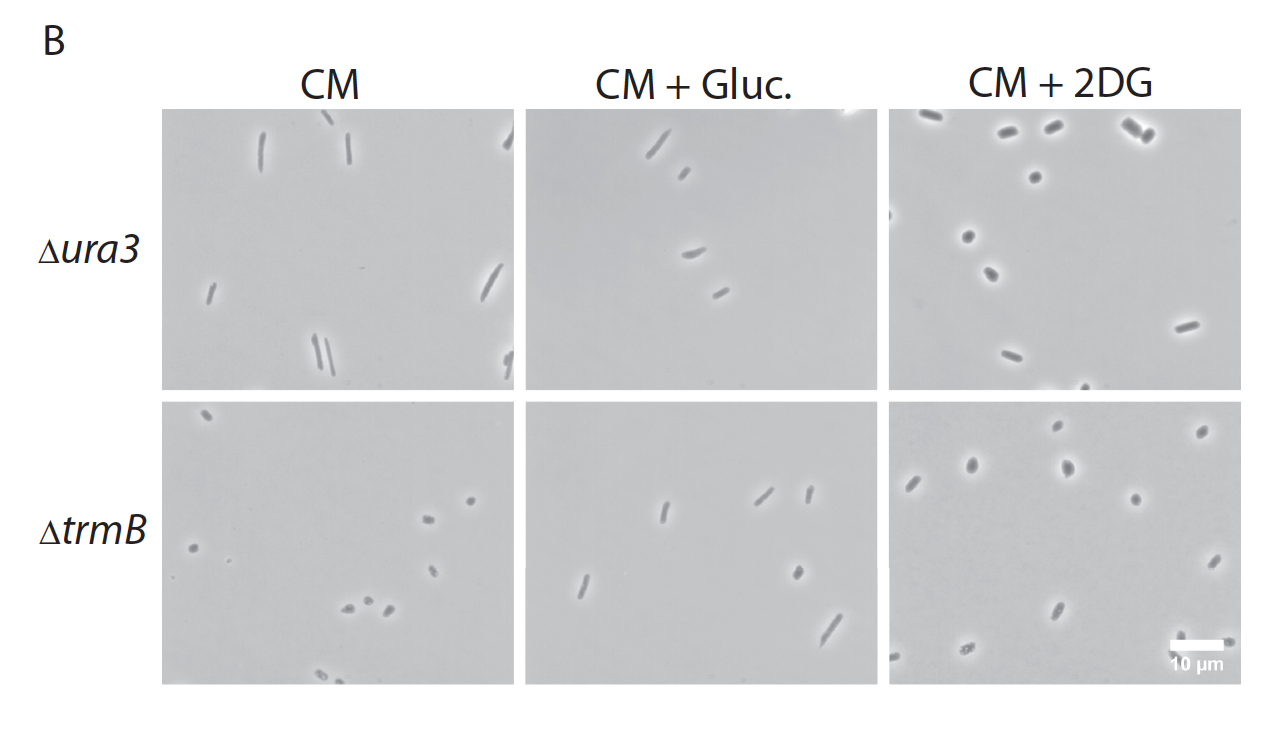 B
CM
CM + Gluc.
CM + 2DG
Δura3
ΔtrmB
10 µm